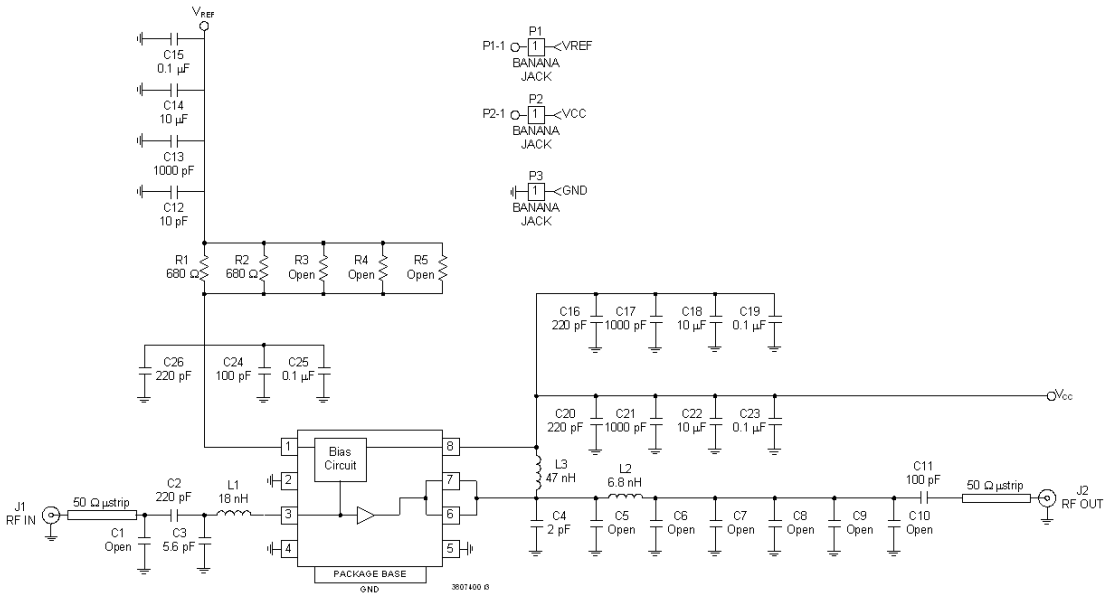 VREF
C15
0.1 µF
C14
10 µF
C13
1000 pF
C12
10 pF
P1
P1-1
1
VREF
BANANA
JACK
P2
P2-1
1
VCC
BANANA
JACK
P3
1
GND
BANANA
JACK
R1
680 Ω
R2
680 Ω
R3
Open
R4
Open
R5
Open
C26
220 pF
C24
100 pF
C25
0.1 µF
C16
220 pF
C17
1000 pF
C18
10 µF
C19
0.1 µF
VCC
C20
220 pF
C21
1000 pF
C22
10 µF
C23
0.1 µF
1
2
3
4
Bias
Circuit
8
7
6
5
L3
47 nH
L2
6.8 nH
J1
RF IN
50 Ω µstrip
C2
220 pF
L1
18 nH
C1
Open
C3
5.6 pF
C4
2 pF
C5
Open
C6
Open
C7
Open
C8
Open
C9
Open
C10
Open
C11
100 pF
50 Ω µstrip
J2
RF OUT
PACKAGE BASE
GND
3807400 i3